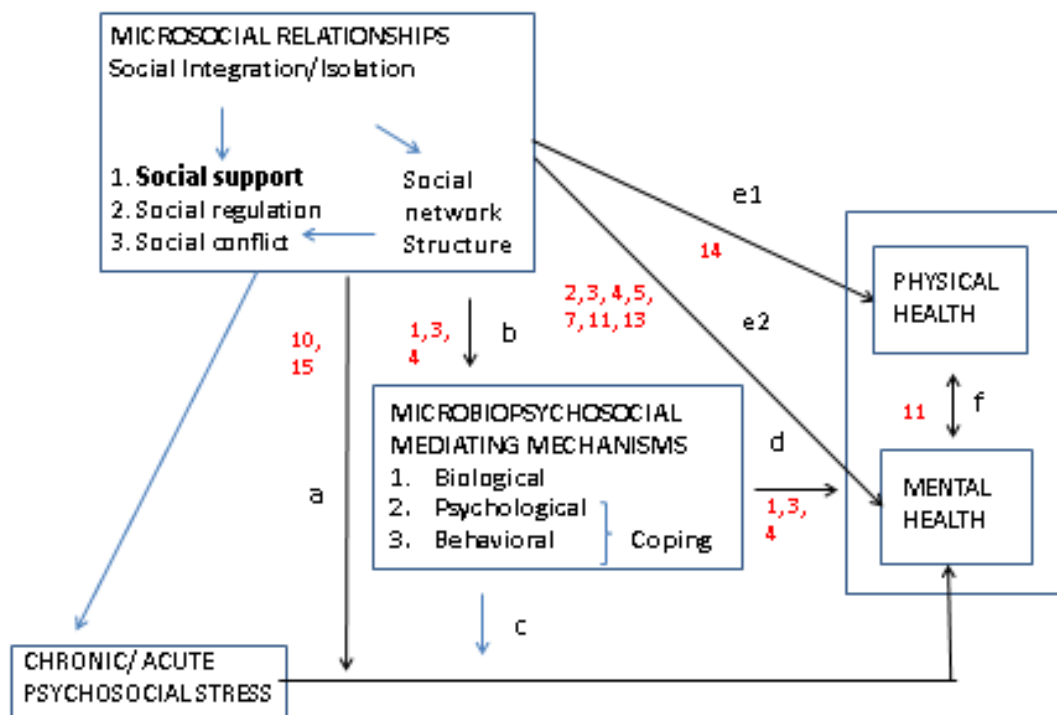 MICROSOCIAL RELATIONSHIPS
Social Integration/Isolation
1. Social support
2. Social regulation
3. Social conflict
Social
network
Structure
e1
14
2, 3, 4, 5,
7, 11, 13
e2
PHYSICAL
HEALTH
10,
15
1, 3,
4
b
11
f
MICROBIOPSYCHOSOCIAL
MEDIATING MECHANISMS
1. Biological
2. Psychological
3. Behavioral
Coping
a
d
1, 3,
4
MENTAL
HEALTH
c
CHRONIC/ ACUTE
PSYCHOSOCIAL STRESS